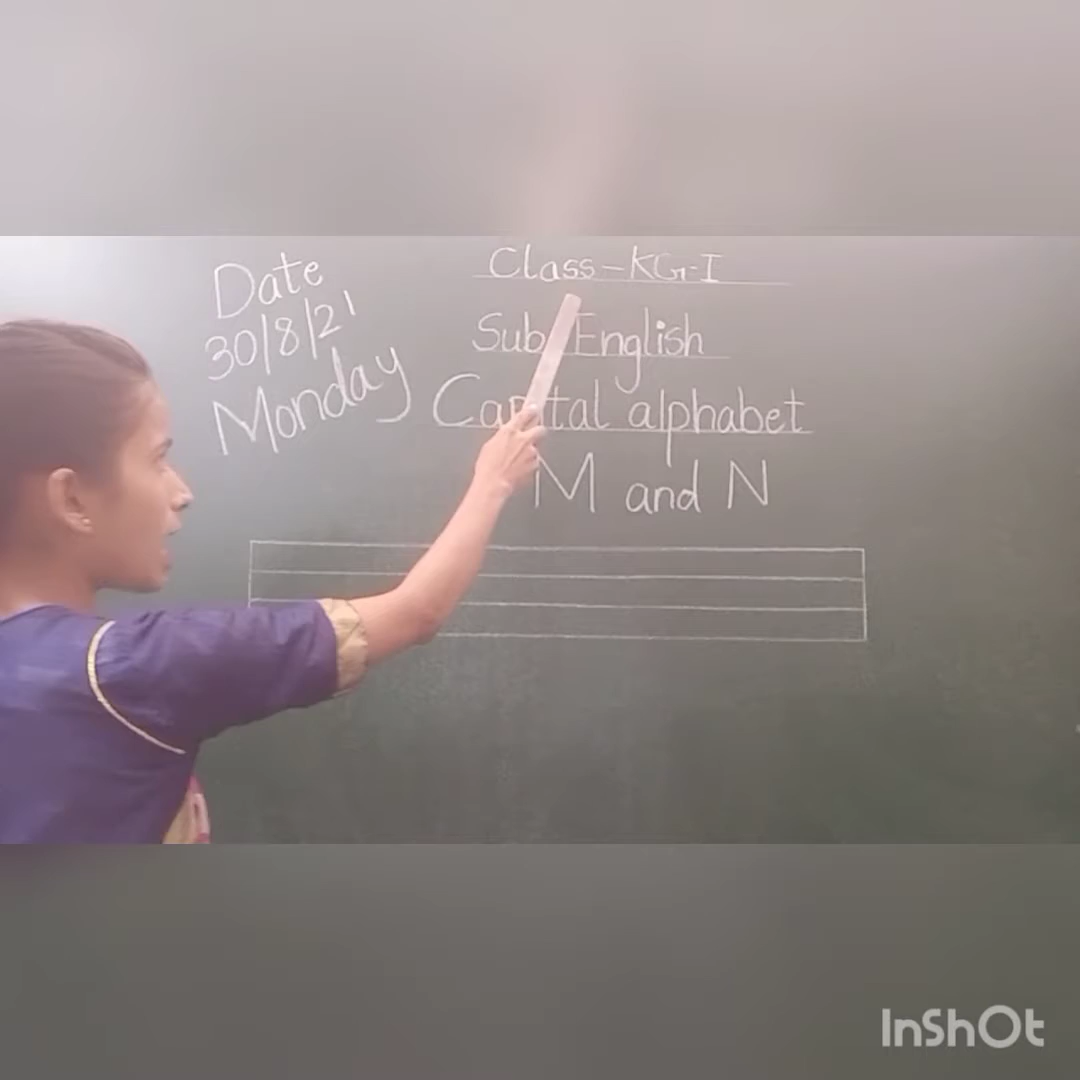 Date
30/8/21
Monday
Class-KG-I
Sub English
Capital alphabet
M and N
InShOt